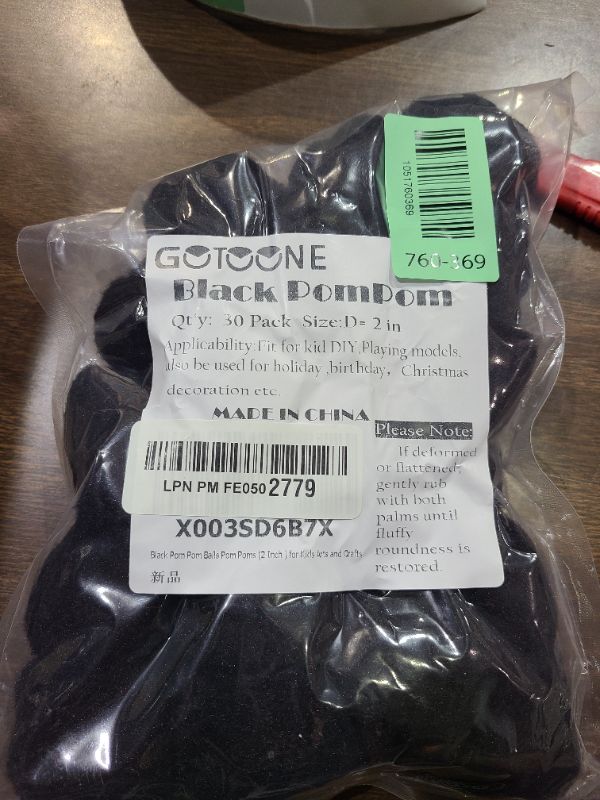 1051760369
760-369
GOTOONE
Black PomPom
Qt'y: 30 Pack Size:D= 2 in
Applicability:Fit for kid DIY,Playing models,
also be used for holiday ,birthday, Christmas
decoration etc.
MADE IN CHINA
Please Note:
If deformed
or flattened,
gently rub
with both
palms until
fluffy
roundness is
restored.
LPN PM FE050 2779
X003SD6B7X
Black Pom Pom Balls Pom Poms (2 Inch ) for Kids Arts and Crafts
新品